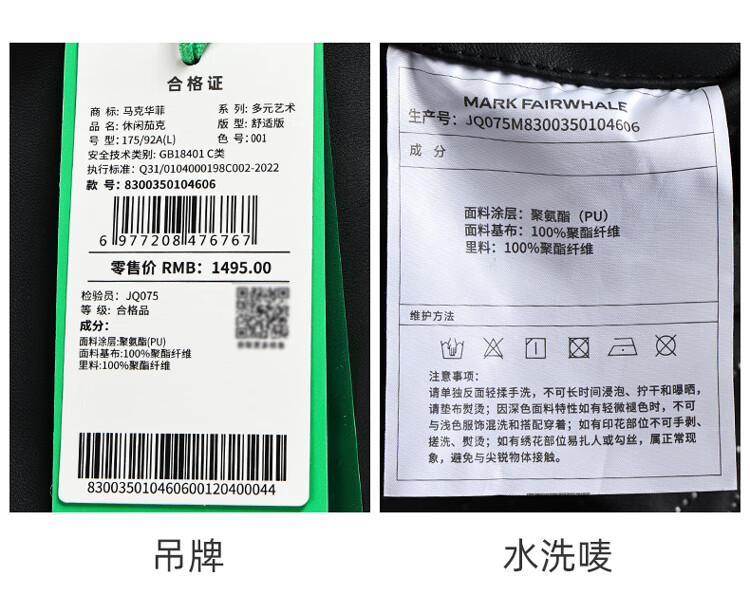 合格证
商 标: 马克华菲 系 列: 多元艺术
品 名: 休闲茄克 版 型: 舒适版
号 型: 175/92A(L) 色 号: 001
安全技术类别: GB18401 C类
执行标准: Q31/0104000198C002-2022
款 号: 8300350104606
6 977208 476767
零售价 RMB: 1495.00
检验员: JQ075
等 级: 合格品
成分:
面料涂层:聚氨酯(PU)
面料基布:100%聚酯纤维
里料:100%聚酯纤维
830035010460600120400044
吊牌
MARK FAIRWHALE
生产号: JQ075M8300350104606
成 分
面料涂层: 聚氨酯 (PU)
面料基布: 100%聚酯纤维
里料: 100%聚酯纤维
维护方法
注意事项:
请单独反面轻揉手洗，不可长时间浸泡、拧干和曝晒，
请垫布熨烫；因深色面料特性如有轻微褪色时，不可
与浅色服饰混洗和搭配穿着；如有印花部位不可手剥、
搓洗、熨烫；如有绣花部位易扎人或勾丝，属正常现
象，避免与尖锐物体接触。
水洗唛